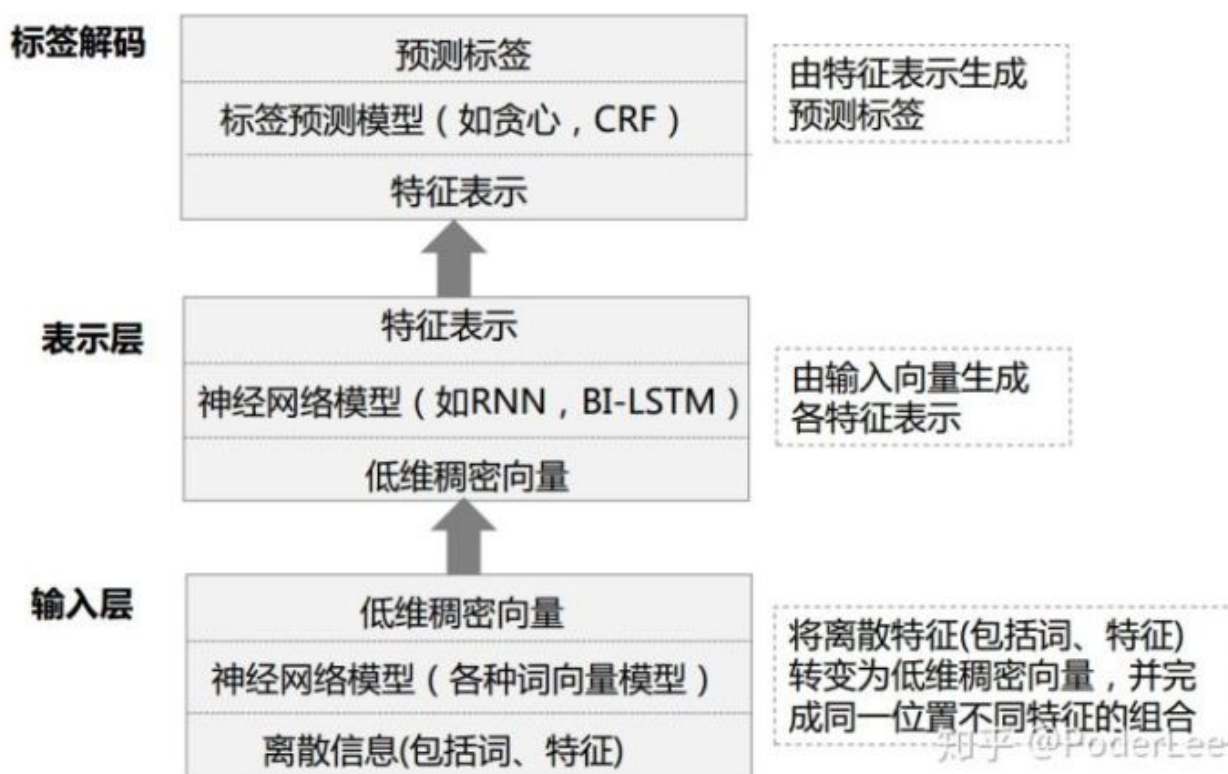 标签解码
预测标签
标签预测模型（如贪心，CRF）
特征表示
由特征表示生成
预测标签
表示层
特征表示
神经网络模型（如RNN，BI-LSTM）
低维稠密向量
由输入向量生成
各特征表示
输入层
低维稠密向量
神经网络模型（各种词向量模型）
离散信息(包括词、特征)
将离散特征(包括词、特征)
转变为低维稠密向量，并完
成同一位置不同特征的组合
知乎 @PoderLee